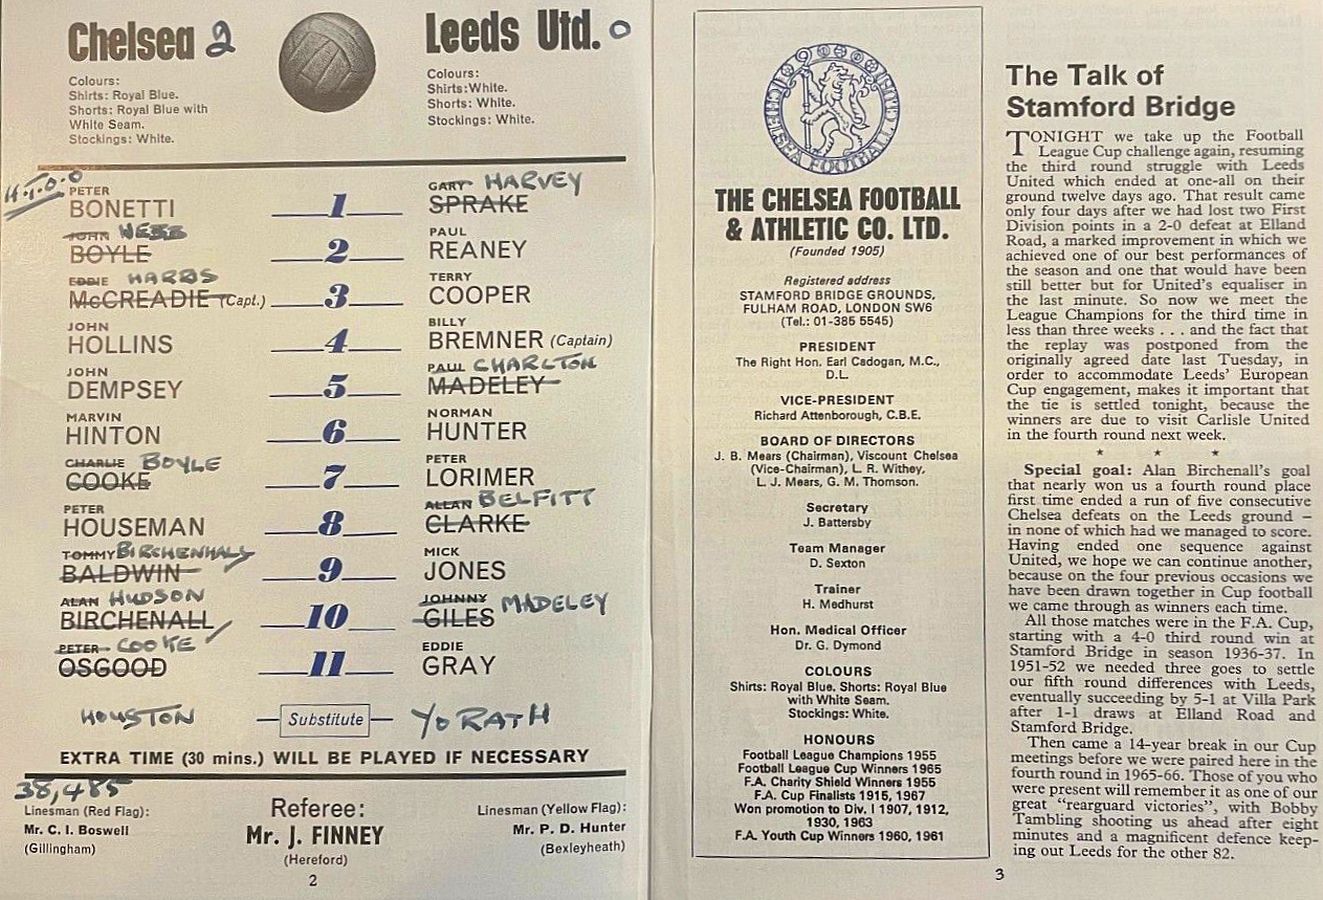 Chelsea 2
Colours:
Shirts: Royal Blue.
Shorts: Royal Blue with
White Seam.
Stockings: White.
Leeds Utd. 0
Colours:
Shirts: White.
Shorts: White.
Stockings: White.
H.T. 0-0
PETER
BONETTI
1
GARY HARVEY
SPRAKE
JOHN WEBB
BOYLE
2
PAUL
REANEY
EDDIE HARRIS
McCREADIE (Capt.)
3
TERRY
COOPER
JOHN
HOLLINS
4
BILLY
BREMNER (Captain)
JOHN
DEMPSEY
5
PAUL CHARLTON
MADELEY
MARVIN
HINTON
6
NORMAN
HUNTER
CHARLIE BOYLE
COOKE
7
PETER
LORIMER
PETER
HOUSEMAN
8
ALLAN BELFITT
CLARKE
TOMMY BIRCHENHALL
BALDWIN
9
MICK
JONES
ALAN HUDSON
BIRCHENALL
10
JOHNNY MADELEY
GILES
PETER COOKE
OSGOOD
11
EDDIE
GRAY
HOUSTON
Substitute
YORATH
EXTRA TIME (30 mins.) WILL BE PLAYED IF NECESSARY
38,485
Linesman (Red Flag):
Mr. C. I. Boswell
(Gillingham)
Referee:
Mr. J. FINNEY
(Hereford)
Linesman (Yellow Flag):
Mr. P. D. Hunter
(Bexleyheath)
2
CHELSEA FOOTBALL
THE CHELSEA FOOTBALL
& ATHLETIC CO. LTD.
(Founded 1905)
Registered address
STAMFORD BRIDGE GROUNDS,
FULHAM ROAD, LONDON SW6
(Tel.: 01-385 5545)
PRESIDENT
The Right Hon. Earl Cadogan, M.C.,
D.L.
VICE-PRESIDENT
Richard Attenborough, C.B.E.
BOARD OF DIRECTORS
J. B. Mears (Chairman), Viscount Chelsea
(Vice-Chairman), L. R. Withey,
L. J. Mears, G. M. Thomson.
Secretary
J. Battersby
Team Manager
D. Sexton
Trainer
H. Medhurst
Hon. Medical Officer
Dr. G. Dymond
COLOURS
Shirts: Royal Blue. Shorts: Royal Blue
with White Seam.
Stockings: White.
HONOURS
Football League Champions 1955
Football League Cup Winners 1965
F.A. Charity Shield Winners 1955
F.A. Cup Finalists 1915, 1967
Won promotion to Div. I 1907, 1912,
1930, 1963
F.A. Youth Cup Winners 1960, 1961
The Talk of
Stamford Bridge
TONIGHT we take up the Football
League Cup challenge again, resuming
the third round struggle with Leeds
United which ended at one-all on their
ground twelve days ago. That result came
only four days after we had lost two First
Division points in a 2-0 defeat at Elland
Road, a marked improvement in which we
achieved one of our best performances of
the season and one that would have been
still better but for United's equaliser in
the last minute. So now we meet the
League Champions for the third time in
less than three weeks . . . and the fact that
the replay was postponed from the
originally agreed date last Tuesday, in
order to accommodate Leeds' European
Cup engagement, makes it important that
the tie is settled tonight, because the
winners are due to visit Carlisle United
in the fourth round next week.
* * *
Special goal: Alan Birchenall's goal
that nearly won us a fourth round place
first time ended a run of five consecutive
Chelsea defeats on the Leeds ground –
in none of which had we managed to score.
Having ended one sequence against
United, we hope we can continue another,
because on the four previous occasions we
have been drawn together in Cup football
we came through as winners each time.
All those matches were in the F.A. Cup,
starting with a 4-0 third round win at
Stamford Bridge in season 1936-37. In
1951-52 we needed three goes to settle
our fifth round differences with Leeds,
eventually succeeding by 5-1 at Villa Park
after 1-1 draws at Elland Road and
Stamford Bridge.
Then came a 14-year break in our Cup
meetings before we were paired here in the
fourth round in 1965-66. Those of you who
were present will remember it as one of our
great "rearguard victories", with Bobby
Tambling shooting us ahead after eight
minutes and a magnificent defence keep-
ing out Leeds for the other 82.
3